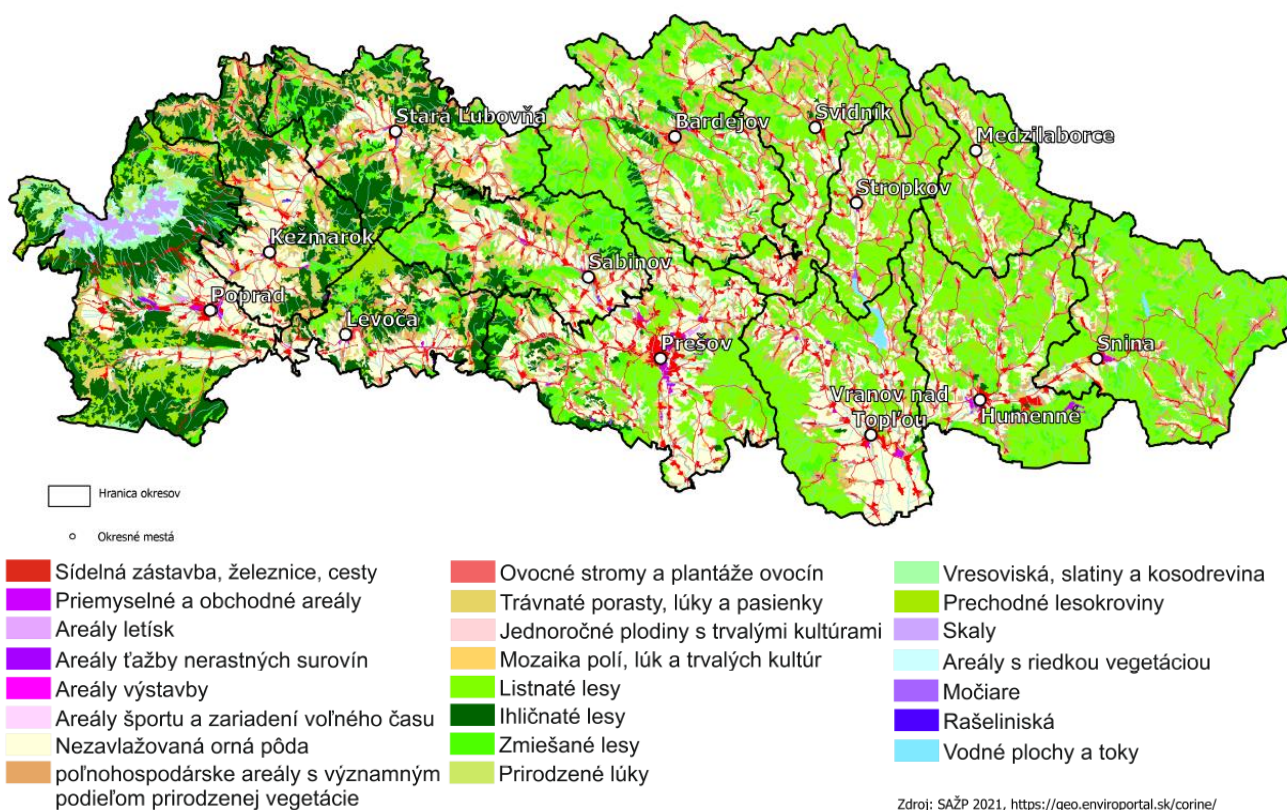 Stará Ľubovňa
Bardejov
Svidník
Medzilaborce
Stropkov
Kežmarok
Sabinov
Poprad
Levoča
Prešov
Snina
Vranov nad
Topľou
Humenné
Hranica okresov
Okresné mestá
Sídelná zástavba, železnice, cesty
Priemyselné a obchodné areály
Areály letísk
Areály ťažby nerastných surovín
Areály výstavby
Areály športu a zariadení voľného času
Nezavlažovaná orná pôda
poľnohospodárske areály s významným
podieľom prirodzenej vegetácie
Ovocné stromy a plantáže ovocín
Trávnaté porasty, lúky a pasienky
Jednoročné plodiny s trvalými kultúrami
Mozaika polí, lúk a trvalých kultúr
Listnaté lesy
Ihličnaté lesy
Zmiešané lesy
Prirodzené lúky
Vresoviská, slatiny a kosodrevina
Prechodné lesokroviny
Skaly
Areály s riedkou vegetáciou
Močiare
Rašeliniská
Vodné plochy a toky
Zdroj: SAŽP 2021, https://geo.enviroportal.sk/corine/